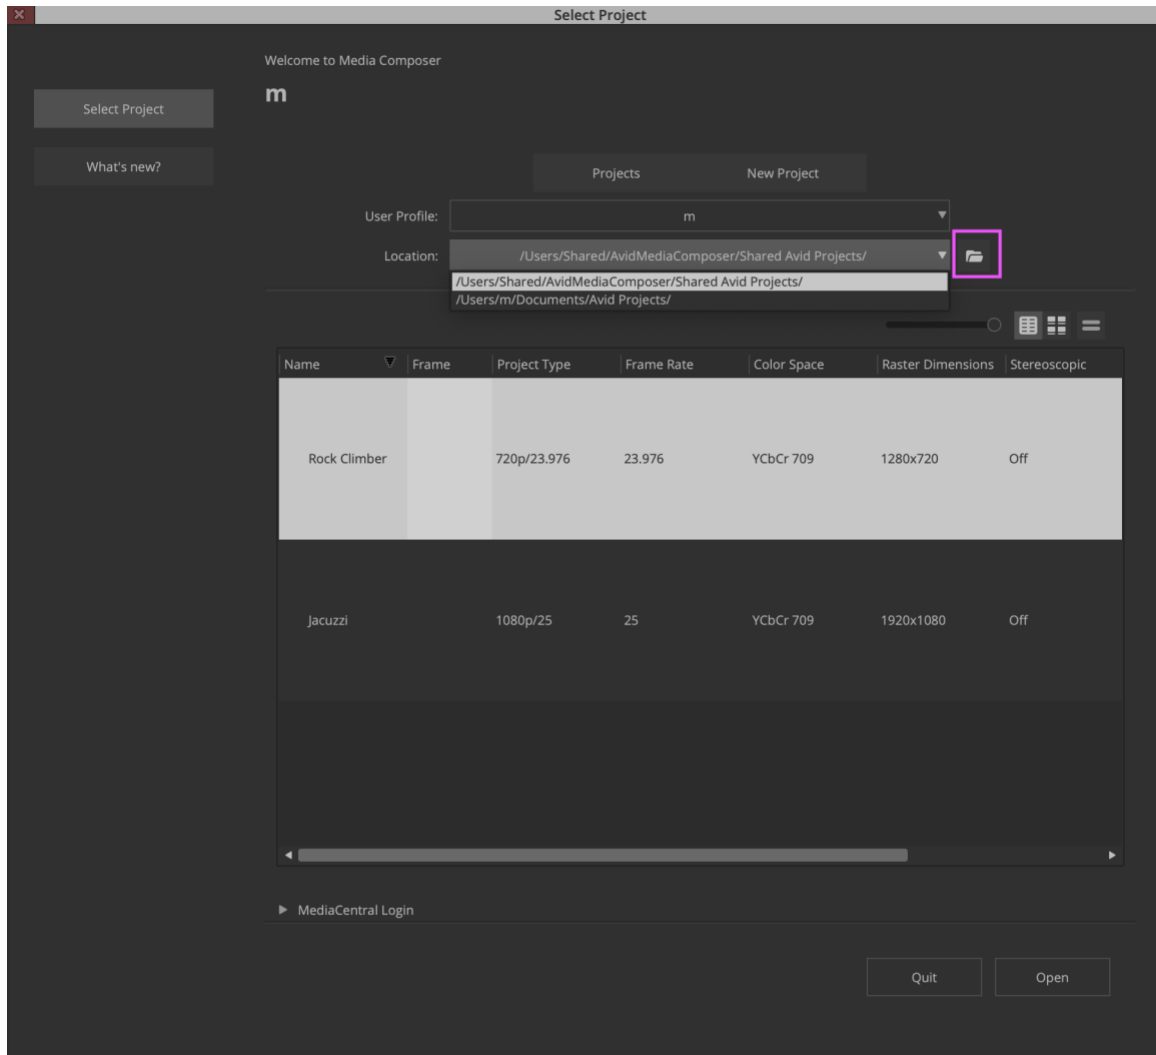 Select Project
Welcome to Media Composer
m
Select Project
What's new?
Projects New Project
User Profile: m
Location: /Users/Shared/AvidMediaComposer/Shared Avid Projects/
/Users/Shared/AvidMediaComposer/Shared Avid Projects/
/Users/m/Documents/Avid Projects/
Name Frame Project Type Frame Rate Color Space Raster Dimensions Stereoscopic
Rock Climber 720p/23.976 23.976 YCbCr 709 1280x720 Off
Jacuzzi 1080p/25 25 YCbCr 709 1920x1080 Off
MediaCentral Login
Quit Open